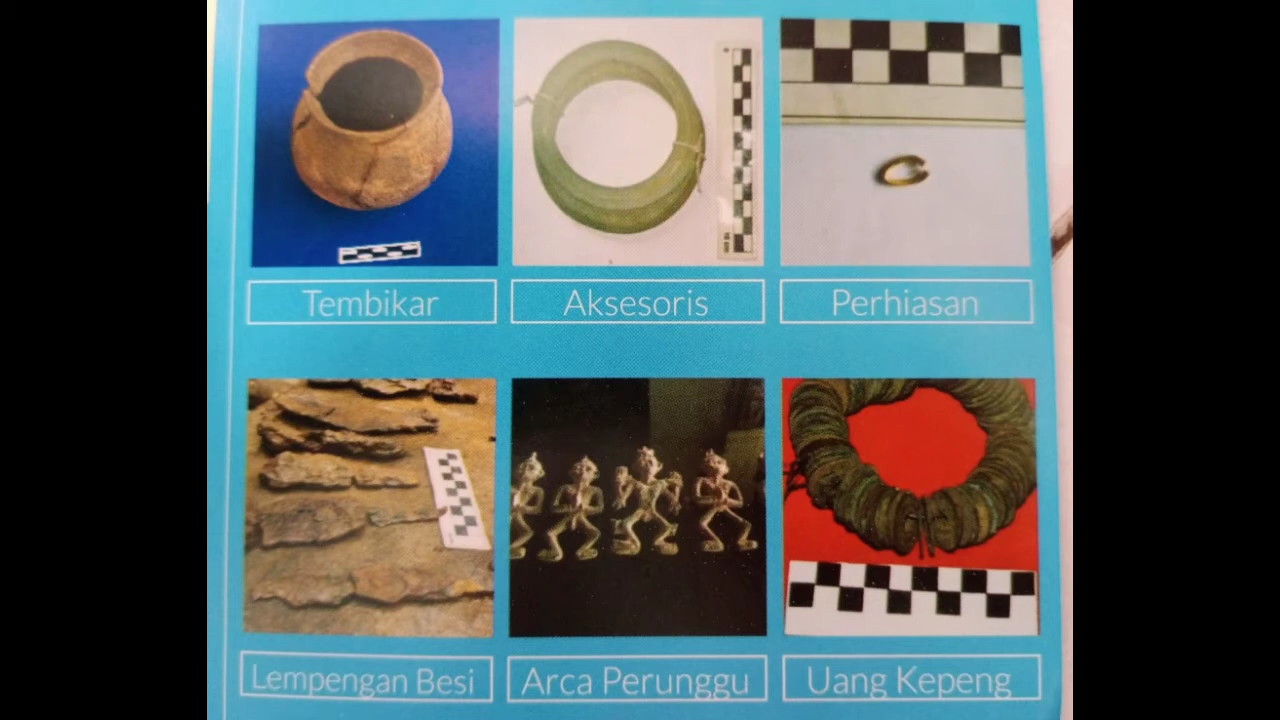 Tembikar
Aksesoris
Perhiasan
Lempengan Besi
Arca Perunggu
Uang Kepeng